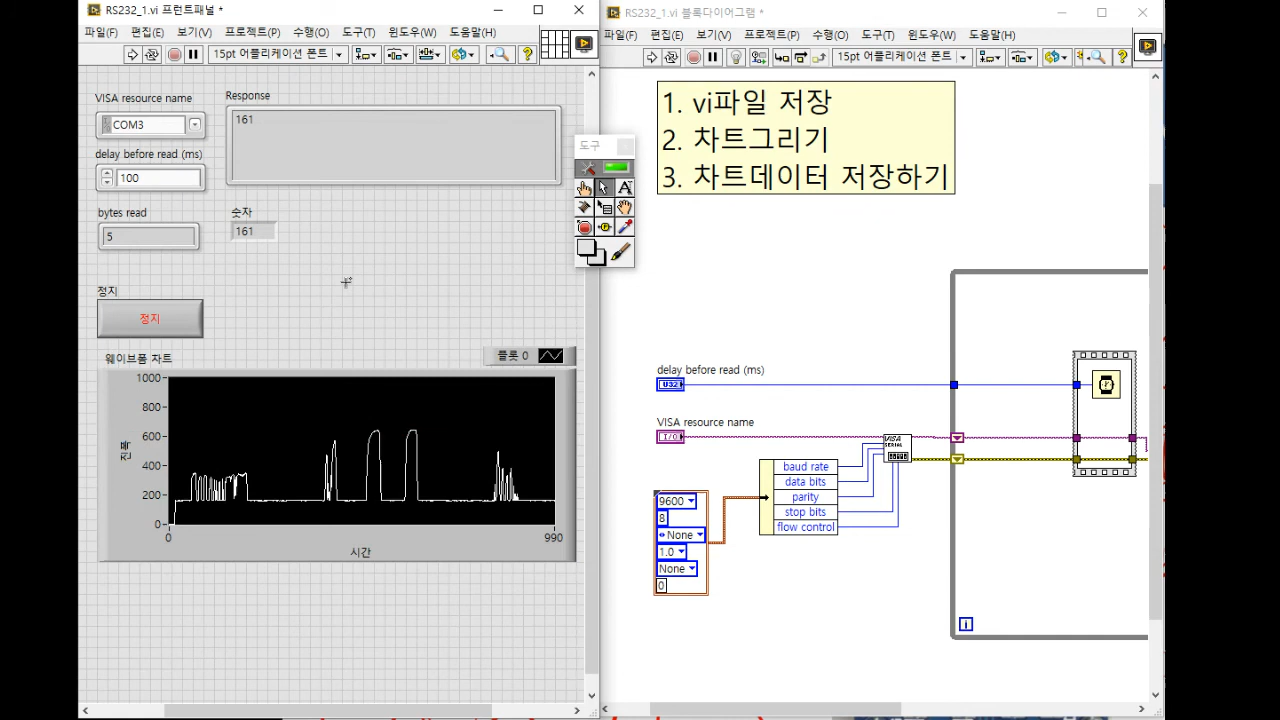 RS232_1.vi 프런트패널 *
파일(F) 편집(E) 보기(V) 프로젝트(P) 수행(O) 도구(T) 윈도우(W) 도움말(H)
15pt 어플리케이션 폰트
VISA resource name
COM3
Response
161
delay before read (ms)
100
bytes read
5
숫자
161
정지
정지
웨이브폼 차트
플롯 0
1000
800
600
400
200
0
진폭
0
990
시간
도구
RS232_1.vi 블록다이어그램 *
파일(F) 편집(E) 보기(V) 프로젝트(P) 수행(O) 도구(T) 윈도우(W) 도움말(H)
15pt 어플리케이션 폰트
1. vi파일 저장
2. 차트그리기
3. 차트데이터 저장하기
delay before read (ms)
U32
VISA resource name
I/O
VISA
SERIAL
baud rate
data bits
parity
stop bits
flow control
9600
8
None
1.0
None
0
i